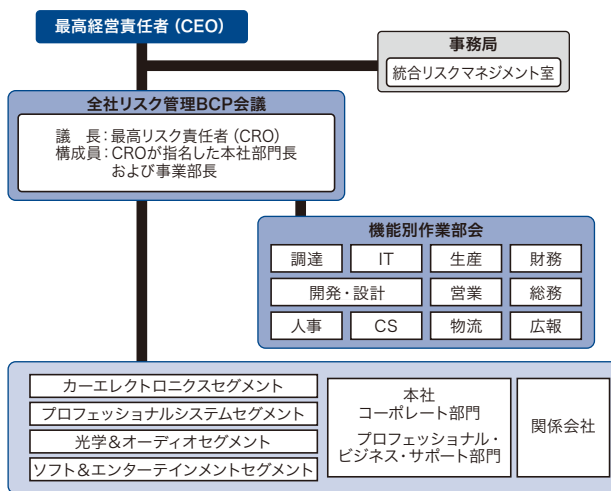 最高経営責任者（CEO）
事務局
統合リスクマネジメント室
全社リスク管理BCP会議
議　長：最高リスク責任者（CRO）
構成員：CROが指名した本社部門長
および事業部長
機能別作業部会
調達
IT
生産
財務
開発・設計
営業
総務
人事
CS
物流
広報
カーエレクトロニクスセグメント
プロフェッショナルシステムセグメント
光学&オーディオセグメント
ソフト&エンターテインメントセグメント
本社
コーポレート部門
プロフェッショナル・
ビジネス・サポート部門
関係会社